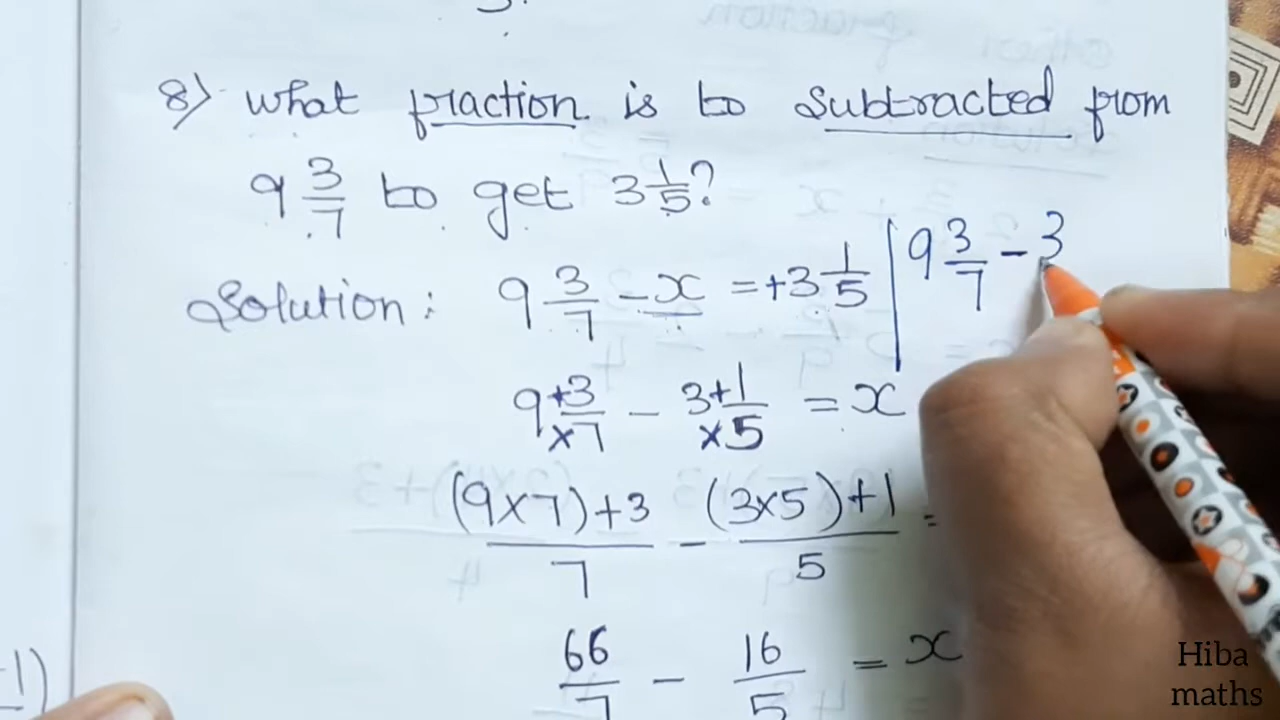 8) what fraction is to subtracted from
9 3/7 to get 3 1/5?
Solution: 9 3/7 - x = +3 1/5 | 9 3/7 - 3
9 +3/×7 - 3 +1/×5 = x
(9×7)+3/7 - (3×5)+1/5 =
66/7 - 16/5 = x
-1)
Hiba
maths